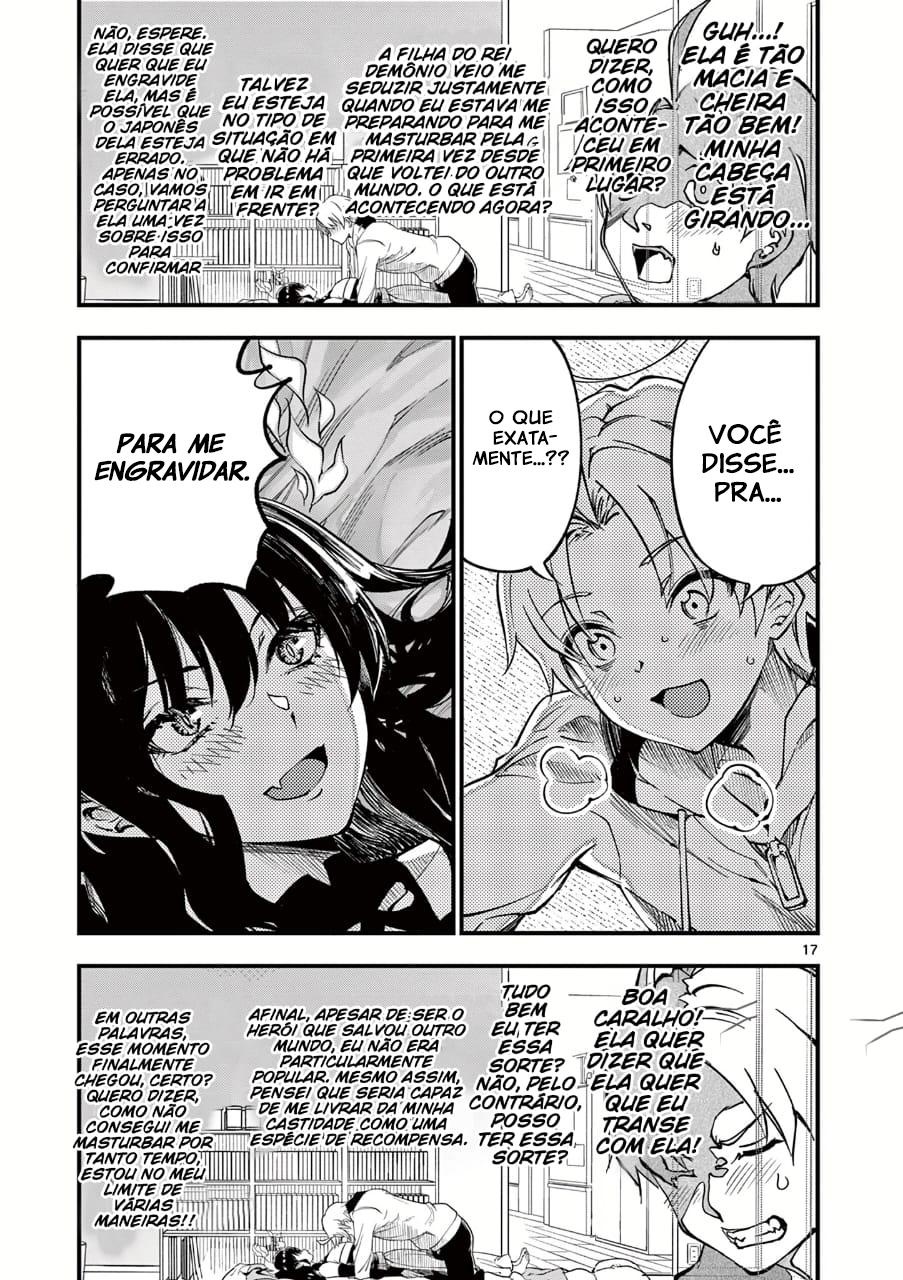 GUH...!
ELA É TÃO
MACIA E
CHEIRA
TÃO BEM!
MINHA
CABEÇA
ESTÁ
GIRANDO...
QUERO
DIZER,
COMO
ISSO
ACONTE-
CEU EM
PRIMEIRO
LUGAR?
A FILHA DO REI
DEMÔNIO VEIO ME
SEDUZIR JUSTAMENTE
QUANDO EU ESTAVA ME
PREPARANDO PARA ME
MASTURBAR PELA
PRIMEIRA VEZ DESDE
QUE VOLTEI DO OUTRO
MUNDO. O QUE ESTÁ
ACONTECENDO AGORA?
TALVEZ
EU ESTEJA
NO TIPO DE
SITUAÇÃO EM
QUE NÃO HÁ
PROBLEMA
EM IR EM
FRENTE?
NÃO, ESPERE.
ELA DISSE QUE
QUER QUE EU
ENGRAVIDE
ELA, MAS É
POSSÍVEL QUE
O JAPONÊS
DELA ESTEJA
ERRADO.
APENAS NO
CASO, VAMOS
PERGUNTAR A
ELA UMA VEZ
SOBRE ISSO
PARA
CONFIRMAR
VOCÊ
DISSE...
PRA...
O QUE
EXATA-
MENTE...??
PARA ME
ENGRAVIDAR.
17
BOA
CARALHO!
ELA QUER
DIZER QUE
ELA QUER
QUE EU
TRANSE
COM ELA!
TUDO
BEM
EU TER
ESSA
SORTE?
NÃO, PELO
CONTRÁRIO,
POSSO
TER ESSA
SORTE?
AFINAL, APESAR DE SER O
HERÓI QUE SALVOU OUTRO
MUNDO, EU NÃO ERA
PARTICULARMENTE
POPULAR. MESMO ASSIM,
PENSEI QUE SERIA CAPAZ
DE ME LIVRAR DA MINHA
CASTIDADE COMO UMA
ESPÉCIE DE RECOMPENSA.
EM OUTRAS
PALAVRAS,
ESSE MOMENTO
FINALMENTE
CHEGOU, CERTO?
QUERO DIZER,
COMO NÃO
CONSEGUI ME
MASTURBAR POR
TANTO TEMPO,
ESTOU NO MEU
LIMITE DE
VÁRIAS
MANEIRAS!!